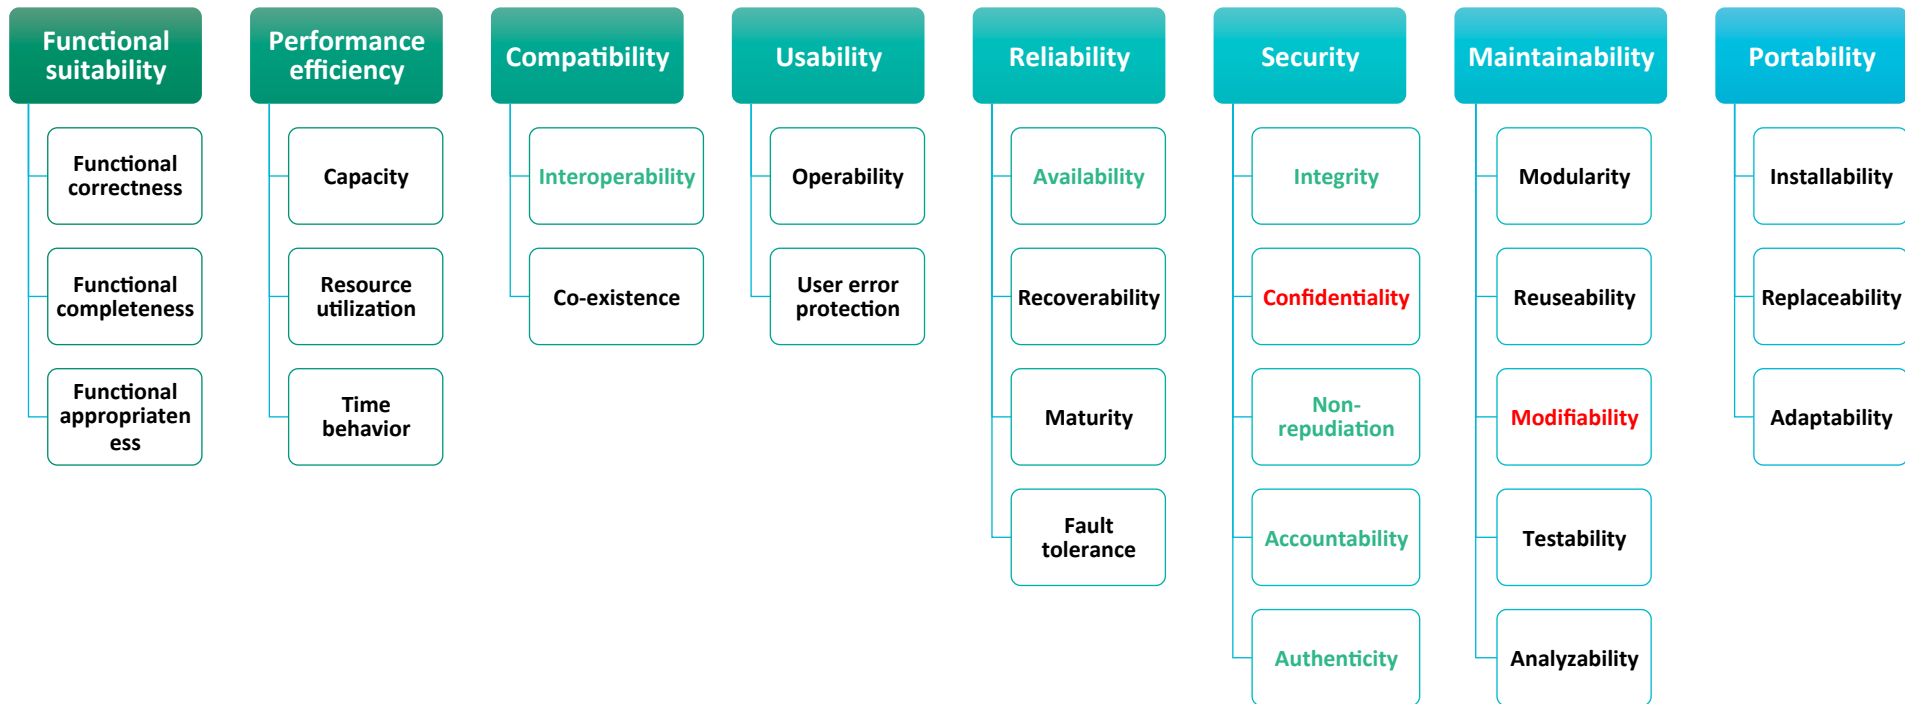 Functional
suitability
Functional
correctness
Functional
completeness
Functional
appropriaten
ess
Performance
efficiency
Capacity
Resource
utilization
Time
behavior
Compatibility
Interoperability
Co-existence
Usability
Operability
User error
protection
Reliability
Availability
Recoverability
Maturity
Fault
tolerance
Security
Integrity
Confidentiality
Non-
repudiation
Accountability
Authenticity
Maintainability
Modularity
Reuseability
Modifiability
Testability
Analyzability
Portability
Installability
Replaceability
Adaptability